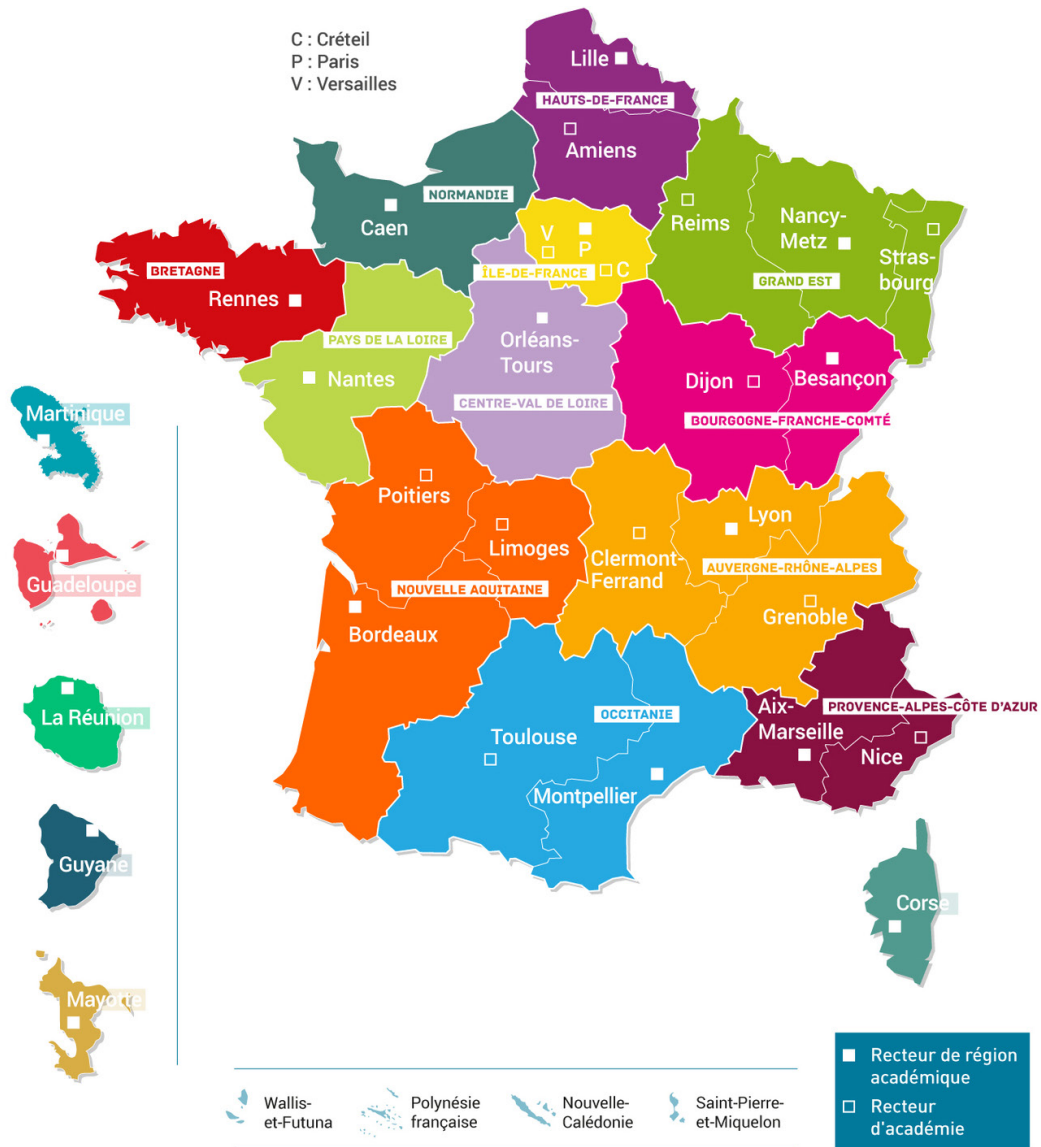 C : Créteil
P : Paris
V : Versailles
Lille
HAUTS-DE-FRANCE
Amiens
NORMANDIE
Caen
Reims
Nancy-
Metz
Stras-
bourg
GRAND EST
V
P
C
ÎLE-DE-FRANCE
BRETAGNE
Rennes
PAYS DE LA LOIRE
Nantes
Orléans-
Tours
CENTRE-VAL DE LOIRE
Dijon
Besançon
BOURGOGNE-FRANCHE-COMTÉ
Poitiers
Limoges
NOUVELLE AQUITAINE
Bordeaux
Clermont-
Ferrand
Lyon
AUVERGNE-RHÔNE-ALPES
Grenoble
OCCITANIE
Toulouse
Montpellier
PROVENCE-ALPES-CÔTE D'AZUR
Aix-
Marseille
Nice
Corse
Martinique
Guadeloupe
La Réunion
Guyane
Mayotte
Wallis-
et-Futuna
Polynésie
française
Nouvelle-
Calédonie
Saint-Pierre-
et-Miquelon
Recteur de région
académique
Recteur
d'académie